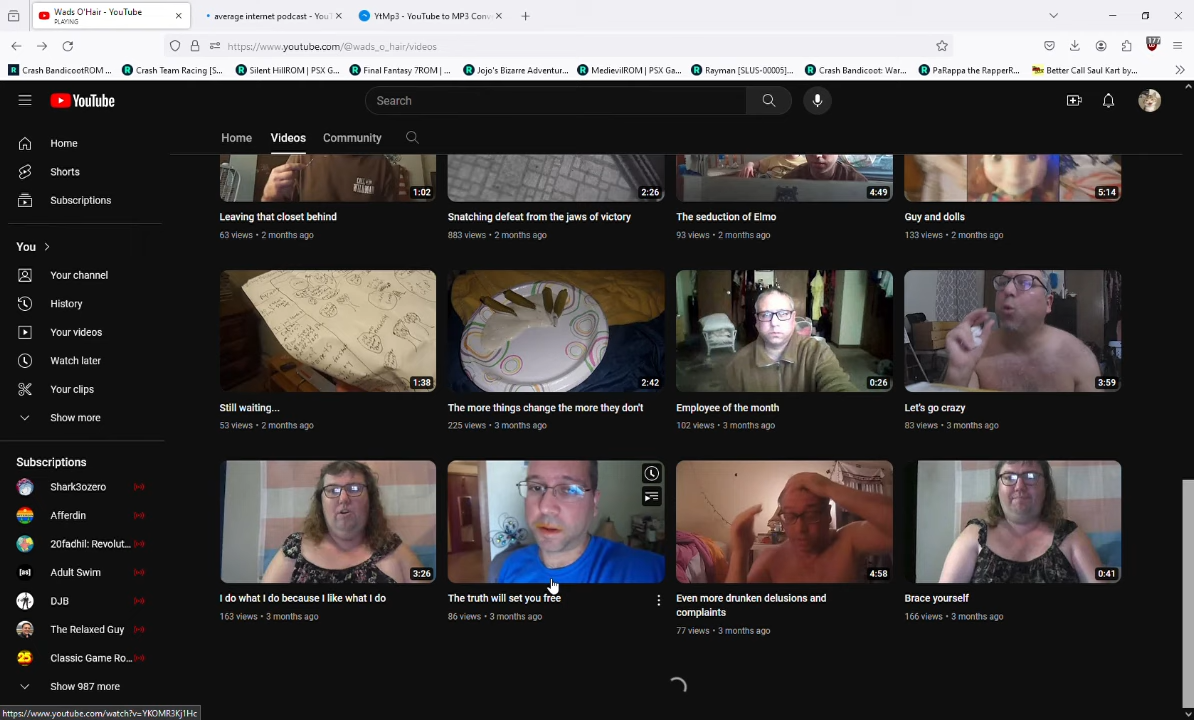 Wads O'Hair - YouTube
PLAYING
average internet podcast - YouT
YtMp3 - YouTube to MP3 Conv
https://www.youtube.com/@wads_o_hair/videos
177
Crash BandicootROM ...
Crash Team Racing [S...
Silent HillROM | PSX G...
Final Fantasy 7ROM | ...
Jojo's Bizarre Adventur...
MedievilROM | PSX Ga...
Rayman [SLUS-00005]...
Crash Bandicoot: War...
PaRappa the RapperR...
Better Call Saul Kart by...
YouTube
Search
Home
Videos
Community
Home
Shorts
Subscriptions
You
Your channel
History
Your videos
Watch later
Your clips
Show more
Subscriptions
Shark3ozero
Afferdin
20fadhil: Revolut...
Adult Swim
DJB
The Relaxed Guy
Classic Game Ro...
Show 987 more
1:02
2:26
4:49
5:14
Leaving that closet behind
63 views • 2 months ago
Snatching defeat from the jaws of victory
883 views • 2 months ago
The seduction of Elmo
93 views • 2 months ago
Guy and dolls
133 views • 2 months ago
1:38
2:42
0:26
3:59
Still waiting...
53 views • 2 months ago
The more things change the more they don't
225 views • 3 months ago
Employee of the month
102 views • 3 months ago
Let's go crazy
83 views • 3 months ago
3:26
4:58
0:41
I do what I do because I like what I do
163 views • 3 months ago
The truth will set you free
86 views • 3 months ago
Even more drunken delusions and
complaints
77 views • 3 months ago
Brace yourself
166 views • 3 months ago
https://www.youtube.com/watch?v=YKOMR3Kj1Hc